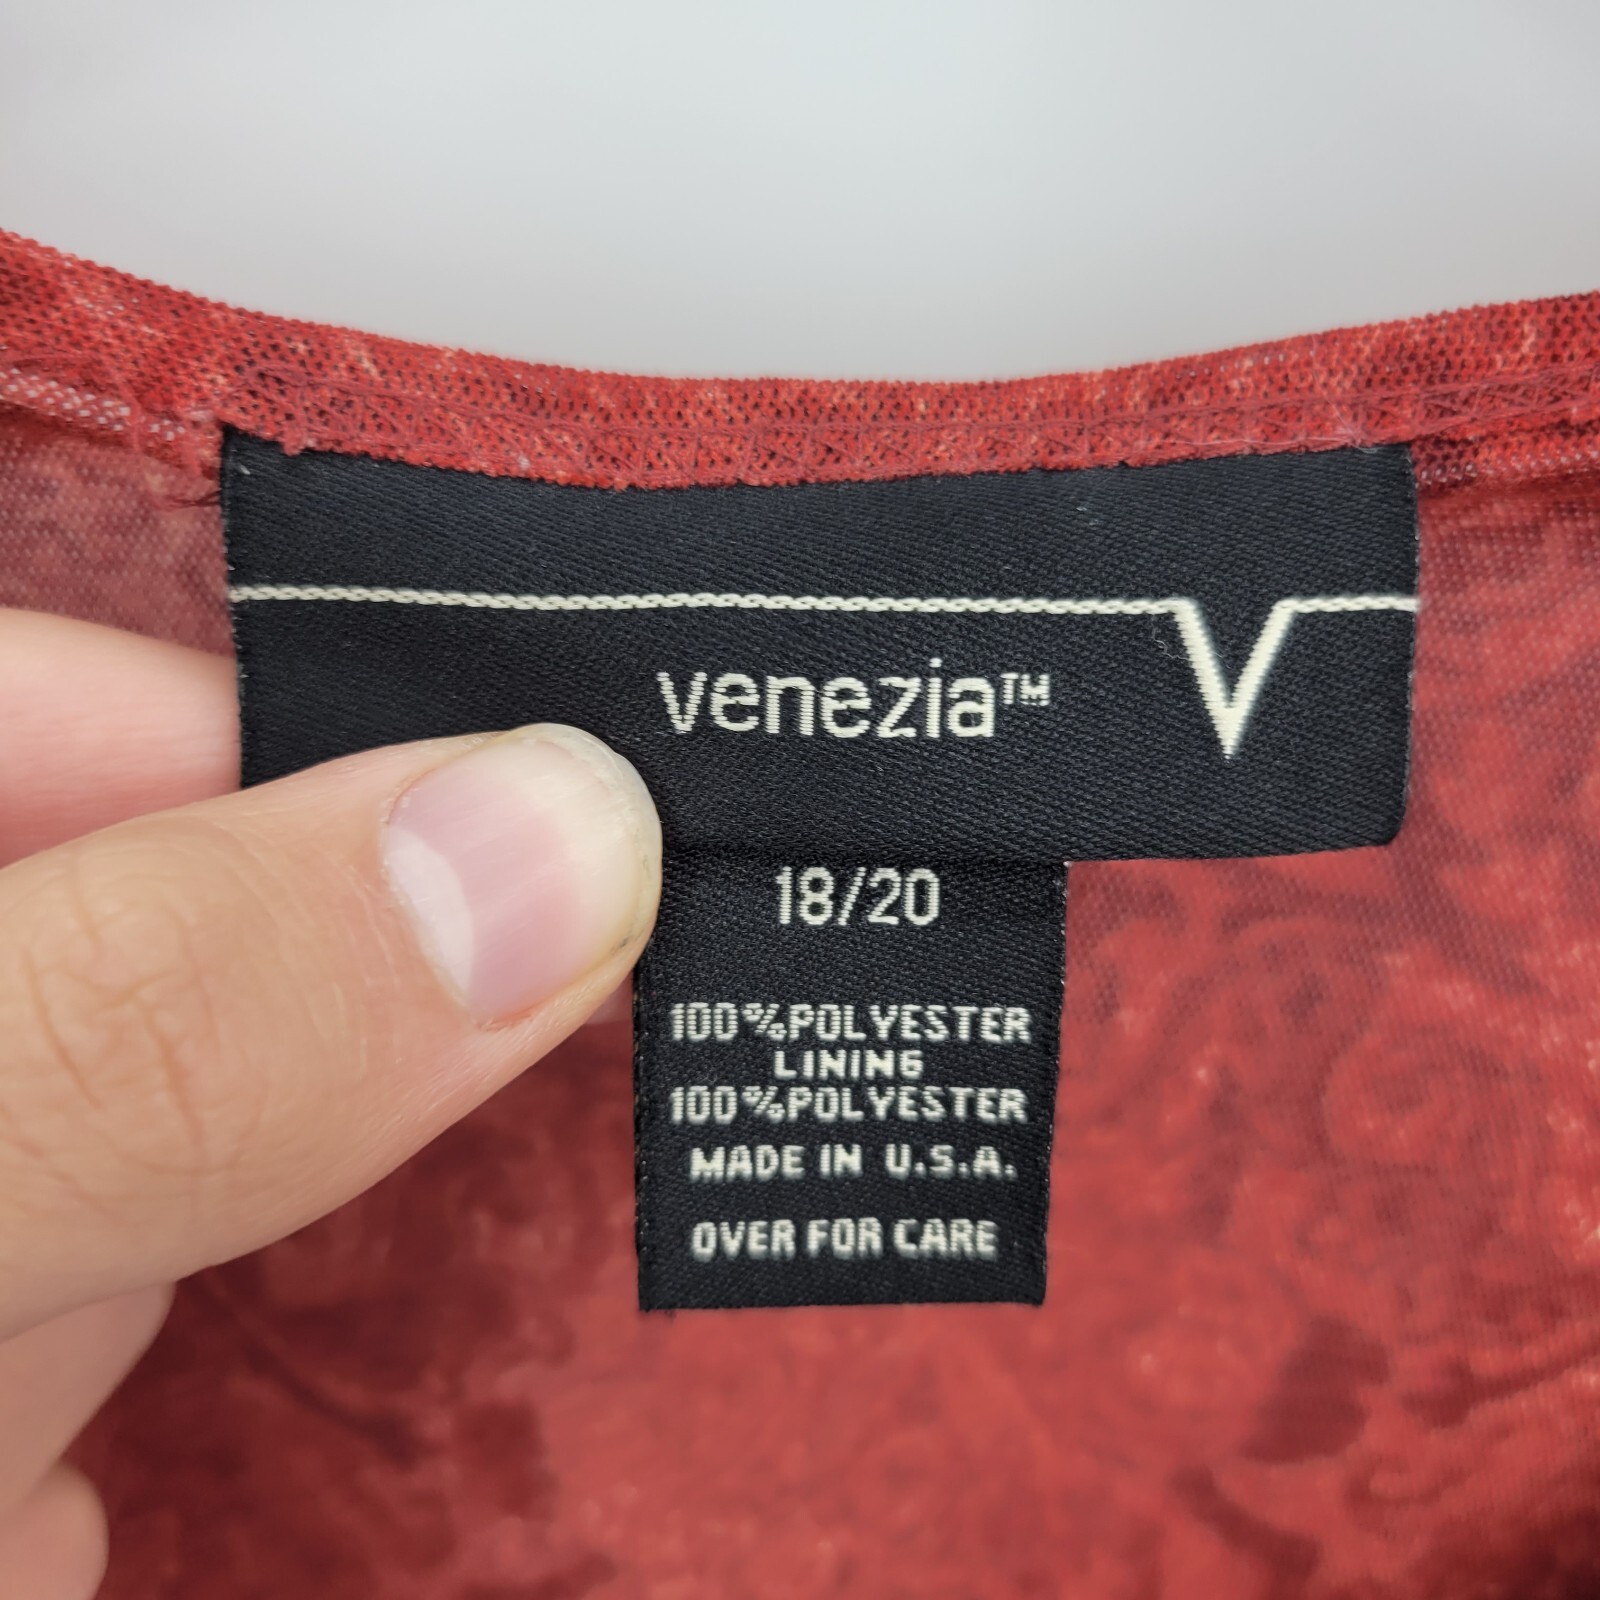 venezia™
18/20
100%POLYESTER
LINING
100%POLYESTER
MADE IN U.S.A.
OVER FOR CARE